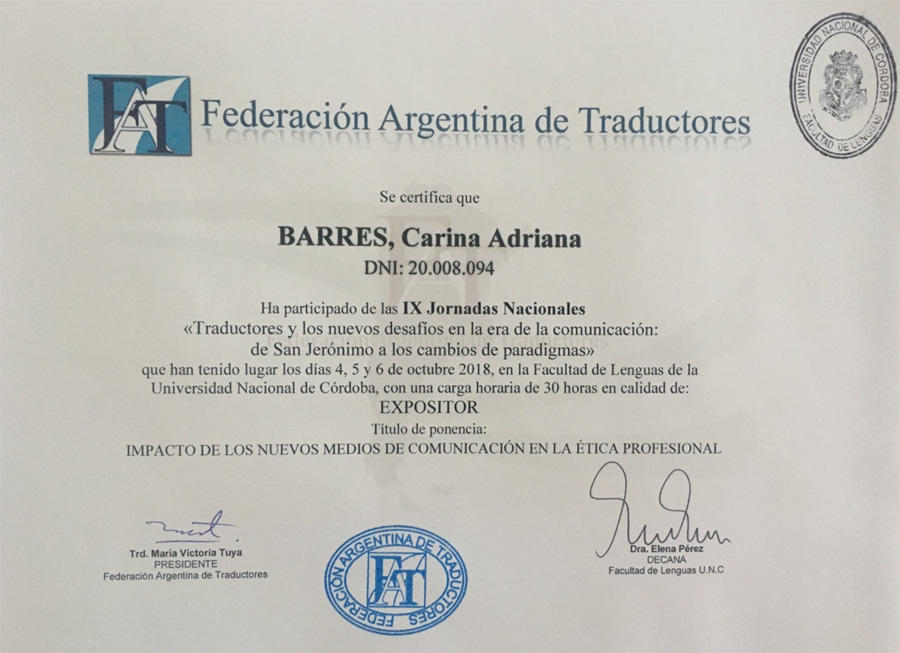 FAT
Federación Argentina de Traductores
UNIVERSIDAD NACIONAL DE CÓRDOBA
FACULTAD DE LENGUAS
Se certifica que
BARRES, Carina Adriana
DNI: 20.008.094
Ha participado de las IX Jornadas Nacionales
«Traductores y los nuevos desafíos en la era de la comunicación:
de San Jerónimo a los cambios de paradigmas»
que han tenido lugar los días 4, 5 y 6 de octubre 2018, en la Facultad de Lenguas de la
Universidad Nacional de Córdoba, con una carga horaria de 30 horas en calidad de:
EXPOSITOR
Título de ponencia:
IMPACTO DE LOS NUEVOS MEDIOS DE COMUNICACIÓN EN LA ÉTICA PROFESIONAL
Trd. María Victoria Tuya
PRESIDENTE
Federación Argentina de Traductores
FEDERACIÓN ARGENTINA DE TRADUCTORES
FAT
Dra. Elena Pérez
DECANA
Facultad de Lenguas U.N.C